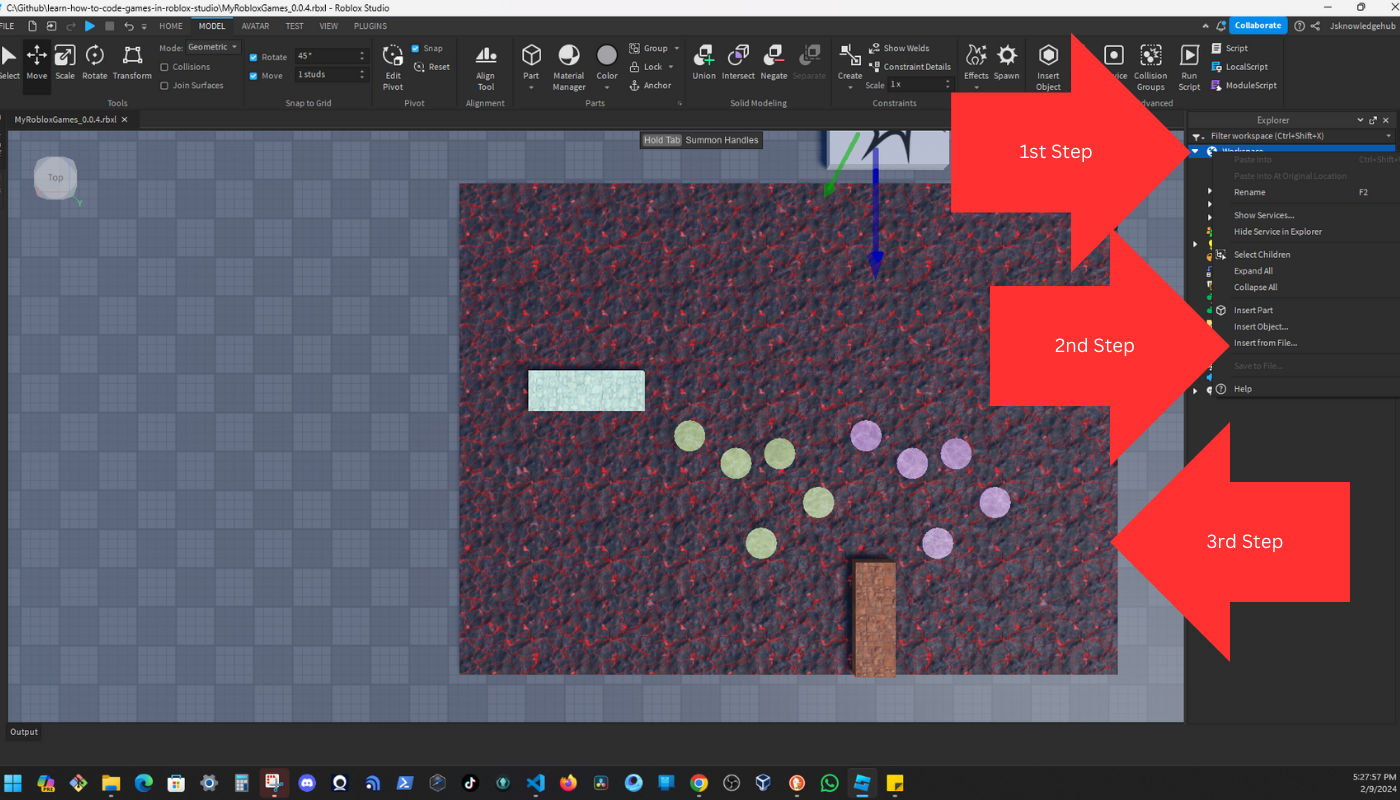 C:\Github\learn-how-to-code-games-in-roblox-studio\MyRobloxGames_0.0.4.rbxl - Roblox Studio
FILE HOME MODEL AVATAR TEST VIEW PLUGINS Collaborate Jsknowledgehub
Select Move Scale Rotate Transform
Mode: Geometric
Collisions
Join Surfaces
Tools
Rotate 45°
Move 1 studs
Snap to Grid
Edit Pivot
Snap
Reset
Pivot
Align Tool
Alignment
Part Material Manager Color
Group
Lock
Anchor
Parts
Union Intersect Negate Separate
Solid Modeling
Create
Show Welds
Constraint Details
Scale 1x
Constraints
Effects Spawn
Insert Object
Collision Groups
Run Script
Script
LocalScript
ModuleScript
MyRobloxGames_0.0.4.rbxl
Hold Tab Summon Handles
Top
Y
Explorer
Filter workspace (Ctrl+Shift+X)
Workspace
Paste Into Ctrl+Shift+
Paste Into At Original Location
Rename F2
Show Services...
Hide Service in Explorer
Select Children
Expand All
Collapse All
Insert Part
Insert Object...
Insert from File...
Save to File...
Help
1st Step
2nd Step
3rd Step
Output
PRE
5:27:57 PM
2/9/2024